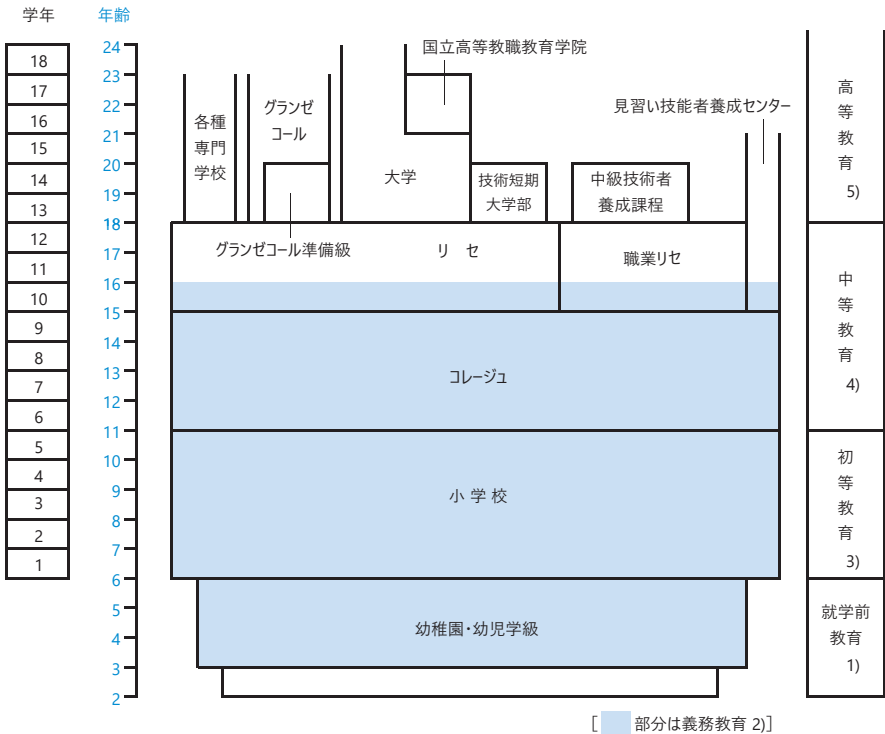 学年
年齢
18
17
16
15
14
13
12
11
10
9
8
7
6
5
4
3
2
1
24
23
22
21
20
19
18
17
16
15
14
13
12
11
10
9
8
7
6
5
4
3
2
国立高等教職教育学院
見習い技能者養成センター
各種
専門
学校
グランゼ
コール
大学
技術短期
大学部
中級技術者
養成課程
グランゼコール準備級
リ セ
職業リセ
コレージュ
小 学 校
幼稚園・幼児学級
高
等
教
育
5)
中
等
教
育
4)
初
等
教
育
3)
就学前
教育
1)
[ 部分は義務教育 2)]